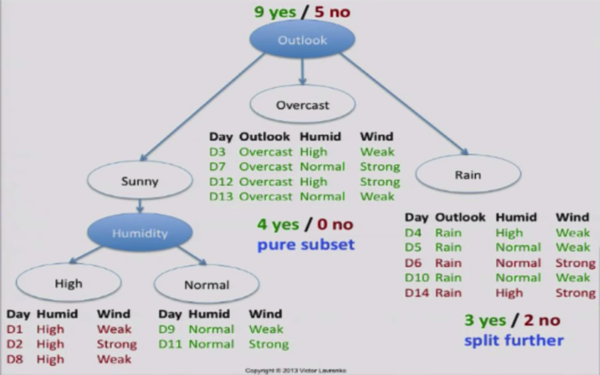 9 yes / 5 no
Outlook
Overcast
Day Outlook Humid Wind
D3 Overcast High Weak
D7 Overcast Normal Strong
D12 Overcast High Strong
D13 Overcast Normal Weak
4 yes / 0 no
pure subset
Sunny
Humidity
High
Day Humid Wind
D1 High Weak
D2 High Strong
D8 High Weak
Normal
Day Humid Wind
D9 Normal Weak
D11 Normal Strong
Rain
Day Outlook Humid Wind
D4 Rain High Weak
D5 Rain Normal Weak
D6 Rain Normal Strong
D10 Rain Normal Weak
D14 Rain High Strong
3 yes / 2 no
split further
Copyright © 2013 Victor Lavrenko